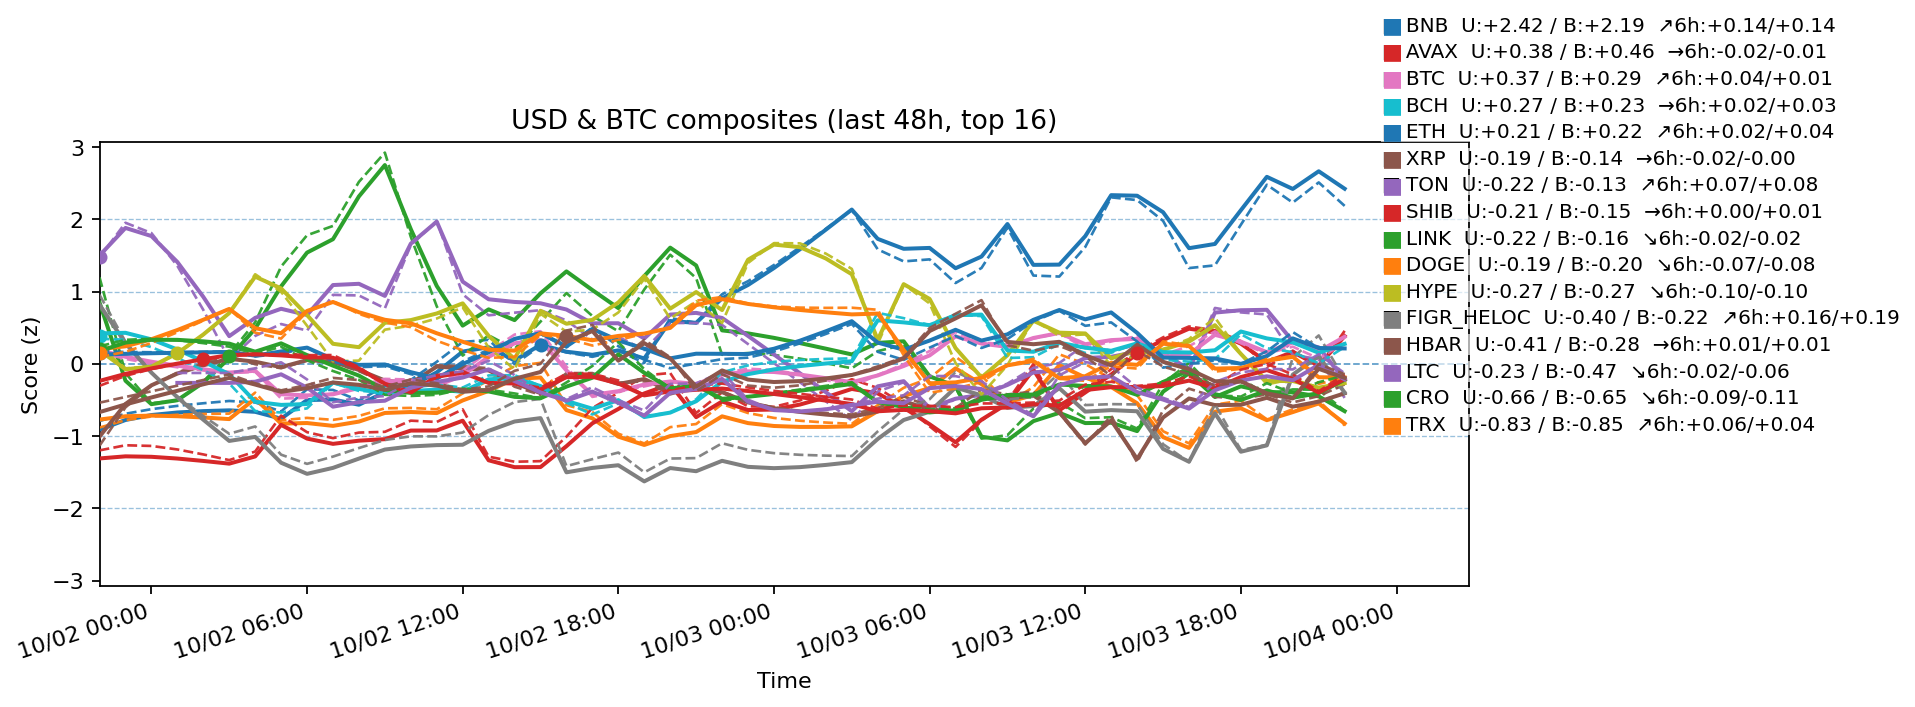 BNB  U:+2.42 / B:+2.19  ↗6h:+0.14/+0.14
AVAX  U:+0.38 / B:+0.46  →6h:-0.02/-0.01
BTC  U:+0.37 / B:+0.29  ↗6h:+0.04/+0.01
BCH  U:+0.27 / B:+0.23  →6h:+0.02/+0.03
ETH  U:+0.21 / B:+0.22  ↗6h:+0.02/+0.04
XRP  U:-0.19 / B:-0.14  →6h:-0.02/-0.00
TON  U:-0.22 / B:-0.13  ↗6h:+0.07/+0.08
SHIB  U:-0.21 / B:-0.15  →6h:+0.00/+0.01
LINK  U:-0.22 / B:-0.16  ↘6h:-0.02/-0.02
DOGE  U:-0.19 / B:-0.20  ↘6h:-0.07/-0.08
HYPE  U:-0.27 / B:-0.27  ↘6h:-0.10/-0.10
FIGR_HELOC  U:-0.40 / B:-0.22  ↗6h:+0.16/+0.19
HBAR  U:-0.41 / B:-0.28  →6h:+0.01/+0.01
LTC  U:-0.23 / B:-0.47  ↘6h:-0.02/-0.06
CRO  U:-0.66 / B:-0.65  ↘6h:-0.09/-0.11
TRX  U:-0.83 / B:-0.85  ↗6h:+0.06/+0.04
USD & BTC composites (last 48h, top 16)
Score (z)
3
2
1
0
−1
−2
−3
10/02 00:00
10/02 06:00
10/02 12:00
10/02 18:00
10/03 00:00
10/03 06:00
10/03 12:00
10/03 18:00
10/04 00:00
Time